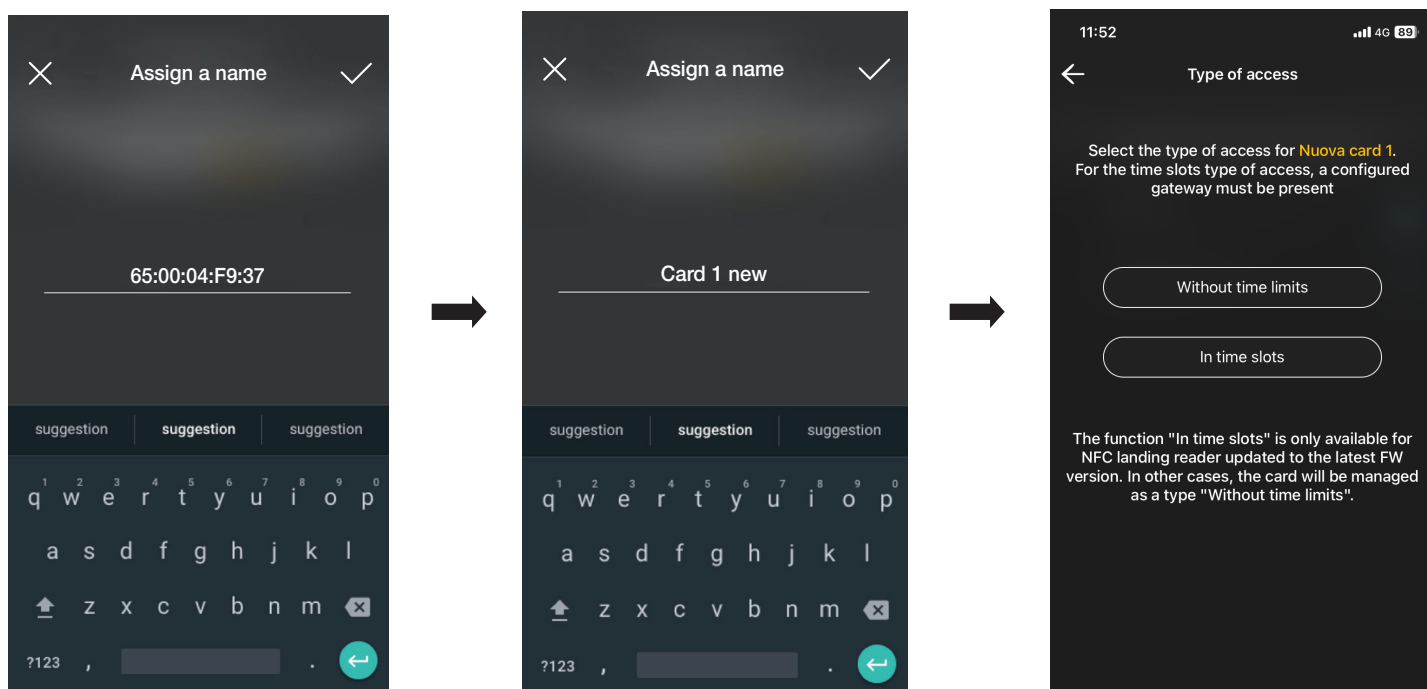 Assign a name
65:00:04:F9:37
suggestion suggestion suggestion
1 2 3 4 5 6 7 8 9 0
q w e r t y u i o p
a s d f g h j k l
z x c v b n m
?123 , .
Assign a name
Card 1 new
suggestion suggestion suggestion
1 2 3 4 5 6 7 8 9 0
q w e r t y u i o p
a s d f g h j k l
z x c v b n m
?123 , .
11:52 4G 89
Type of access
Select the type of access for Nuova card 1.
For the time slots type of access, a configured
gateway must be present
Without time limits
In time slots
The function "In time slots" is only available for
NFC landing reader updated to the latest FW
version. In other cases, the card will be managed
as a type "Without time limits".